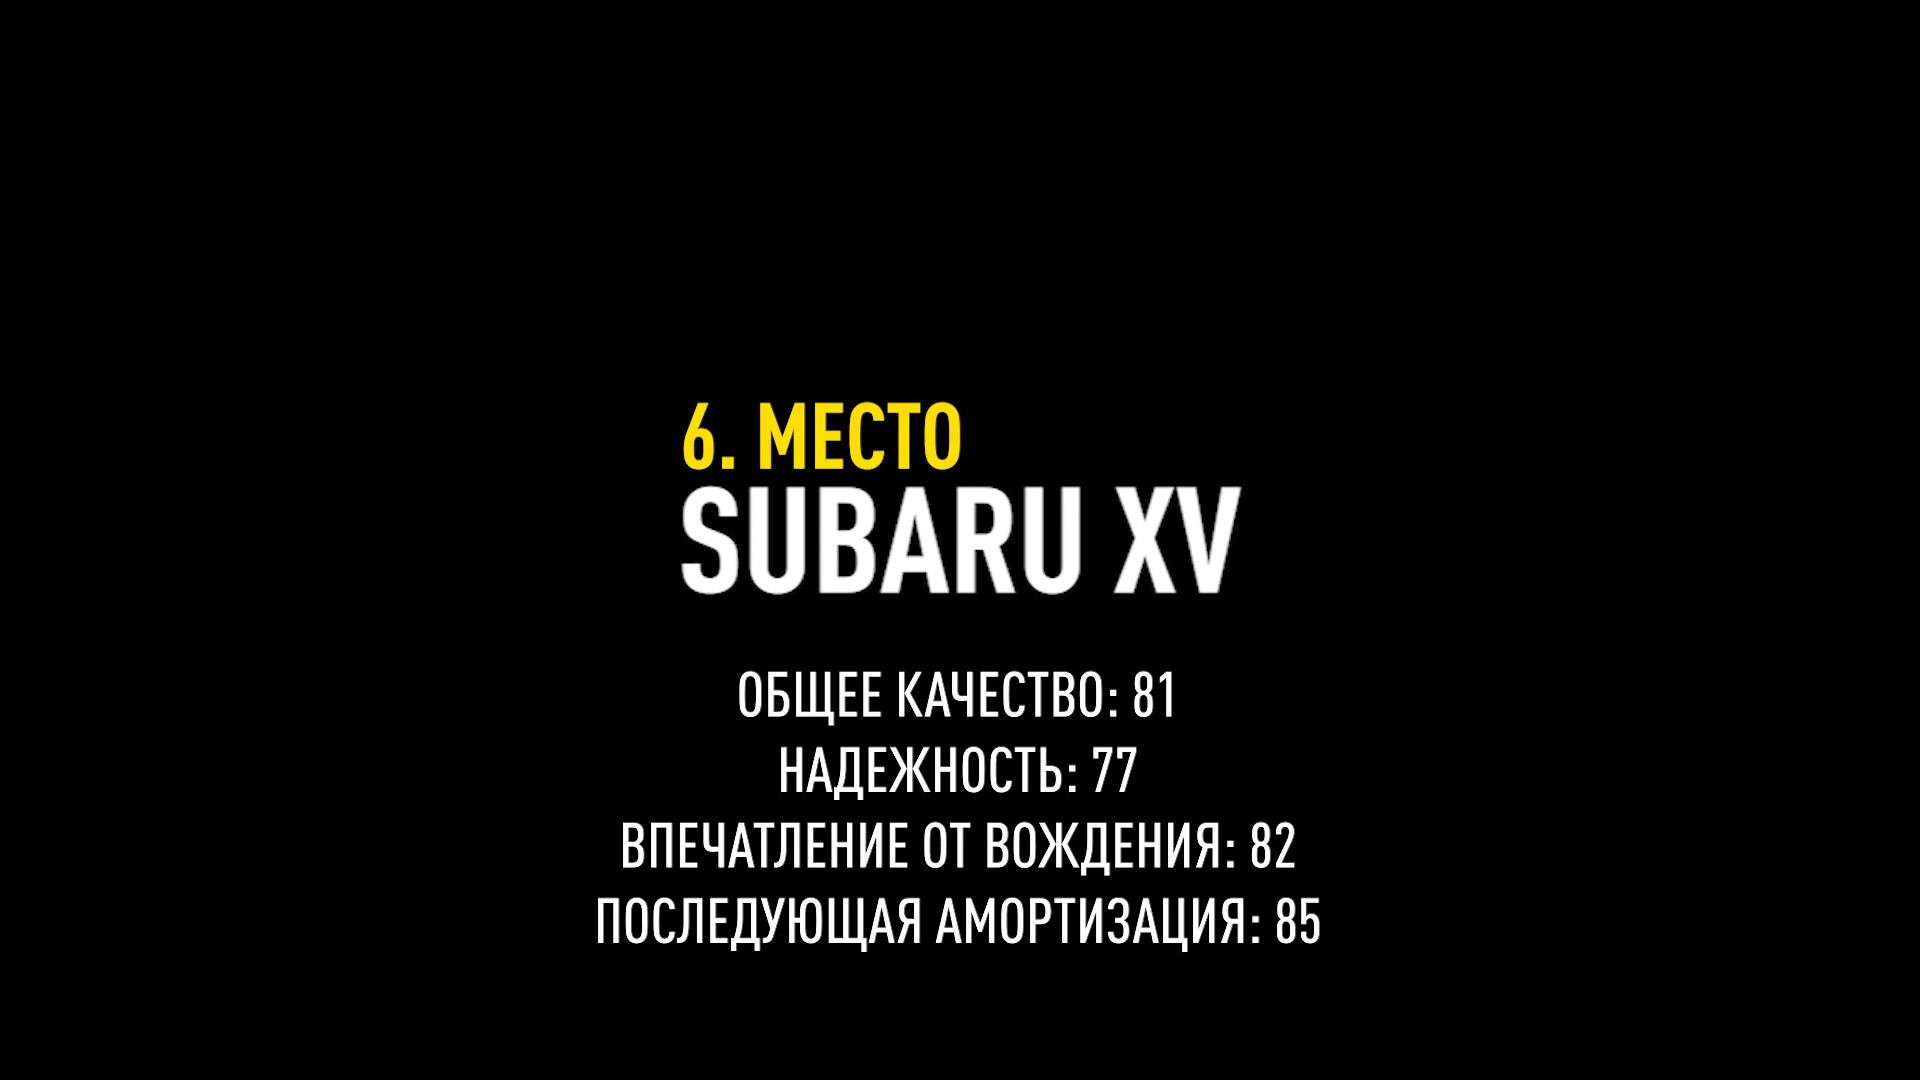 6. МЕСТО
SUBARU XV
ОБЩЕЕ КАЧЕСТВО: 81
НАДЕЖНОСТЬ: 77
ВПЕЧАТЛЕНИЕ ОТ ВОЖДЕНИЯ: 82
ПОСЛЕДУЮЩАЯ АМОРТИЗАЦИЯ: 85